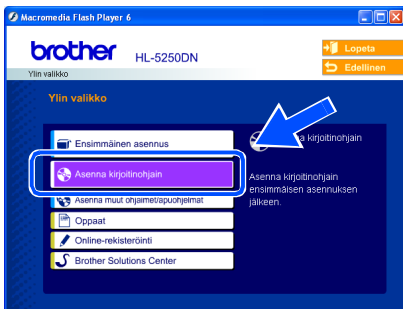 Macromedia Flash Player 6
brother HL-5250DN
Lopeta
Edellinen
Ylin valikko
Ylin valikko
Ensimmäinen asennus
Asenna kirjoitinohjain
Asenna muut ohjaimet/apuohjelmat
Oppaat
Online-rekisteröinti
Brother Solutions Center
kirjoitinohjain
Asenna kirjoitinohjain
ensimmäisen asennuksen
jälkeen.